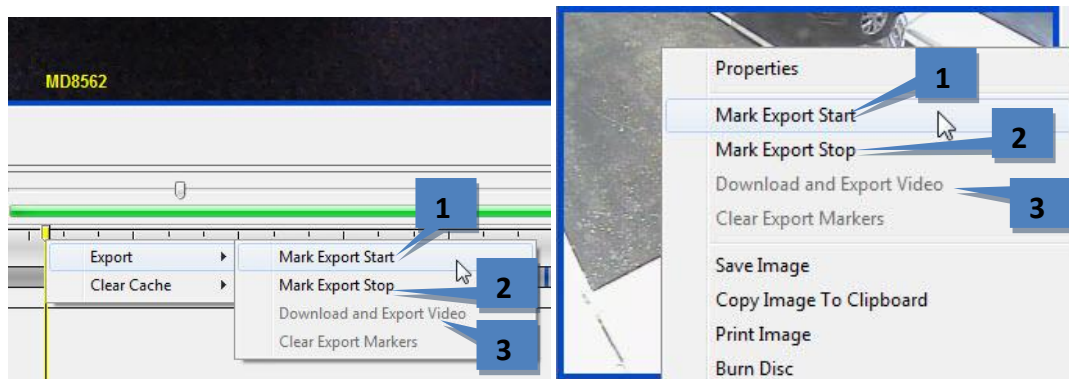 MD8562
1
Export
Mark Export Start
Clear Cache
Mark Export Stop
2
Download and Export Video
Clear Export Markers
3
Properties
1
Mark Export Start
Mark Export Stop
2
Download and Export Video
3
Clear Export Markers
Save Image
Copy Image To Clipboard
Print Image
Burn Disc